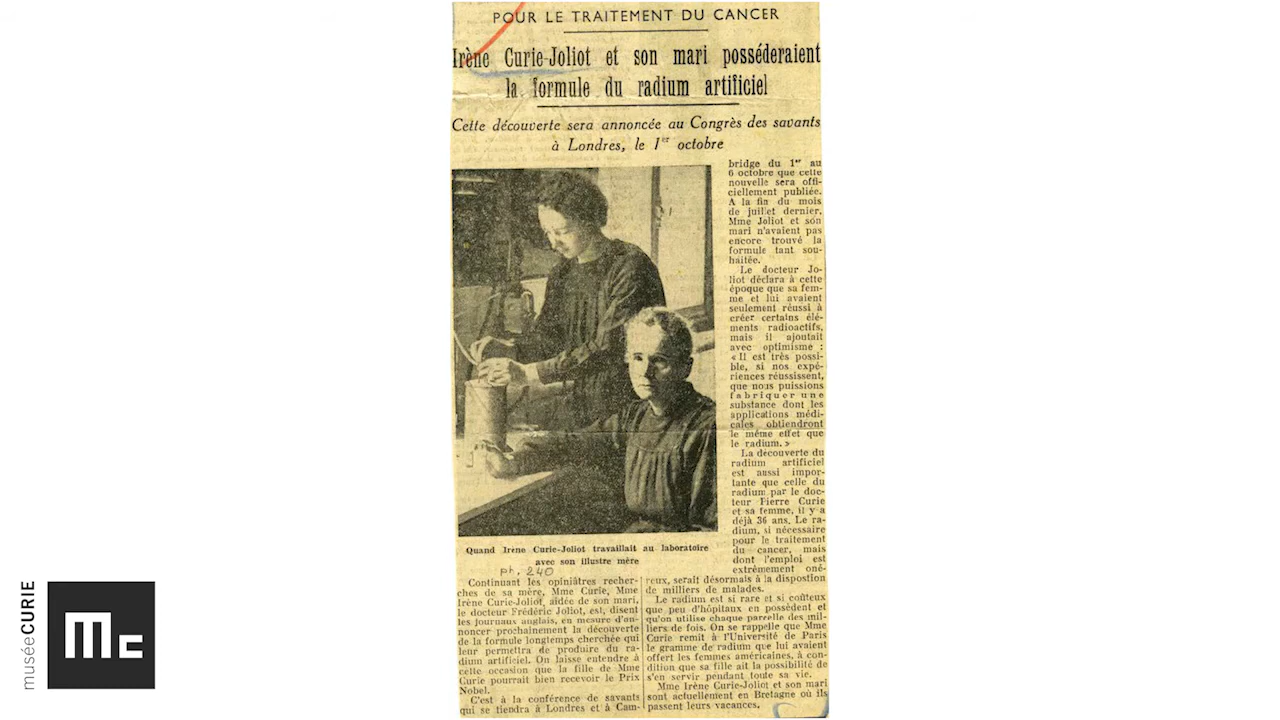 POUR LE TRAITEMENT DU CANCER
Irène Curie-Joliot et son mari posséderaient
la formule du radium artificiel
Cette découverte sera annoncée au Congrès des savants
à Londres, le 1er octobre
Quand Irène Curie-Joliot travaillait au laboratoire
avec son illustre mère
ph. 240
Continuant les opiniâtres recher-
ches de sa mère, Mme Curie, Mme
Irène Curie-Joliot, aidée de son mari,
le docteur Frédéric Joliot, est, disent
les journaux anglais, en mesure d'an-
noncer prochainement la découverte
de la formule longtemps cherchée qui
leur permettra de produire du ra-
dium artificiel. On laisse entendre à
cette occasion que la fille de Mme
Curie pourrait bien recevoir le Prix
Nobel.
C'est à la conférence de savants
qui se tiendra à Londres et à Cam-
bridge du 1er au
6 octobre que cette
nouvelle sera offi-
ciellement publiée.
A la fin du mois
de juillet dernier,
Mme Joliot et son
mari n'avaient pas
encore trouvé la
formule tant sou-
haitée.
Le docteur Jo-
liot déclara à cette
époque que sa fem-
me et lui avaient
seulement réussi à
créer certains élé-
ments radioactifs,
mais il ajoutait
avec optimisme :
« Il est très possi-
ble, si nos expé-
riences réussissent,
que nous puissions
fabriquer une
substance dont les
applications médi-
cales obtiendront
le même effet que
le radium. »
La découverte du
radium artificiel
est aussi impor-
tante que celle du
radium par le doc-
teur Pierre Curie
et sa femme, il y a
déjà 36 ans. Le ra-
dium, si nécessaire
pour le traitement
du cancer, mais
dont l'emploi est
extrêmement oné-
reux, serait désormais à la dispostion
de milliers de malades.
Le radium est si rare et si coûteux
que peu d'hôpitaux en possèdent et
qu'on utilise chaque parcelle des mil-
liers de fois. On se rappelle que Mme
Curie remit à l'Université de Paris
le gramme de radium que lui avaient
offert les femmes américaines, à con-
dition que sa fille ait la possibilité de
s'en servir pendant toute sa vie.
Mme Irène Curie-Joliot et son mari
sont actuellement en Bretagne où ils
passent leurs vacances.
musée CURIE
Mc